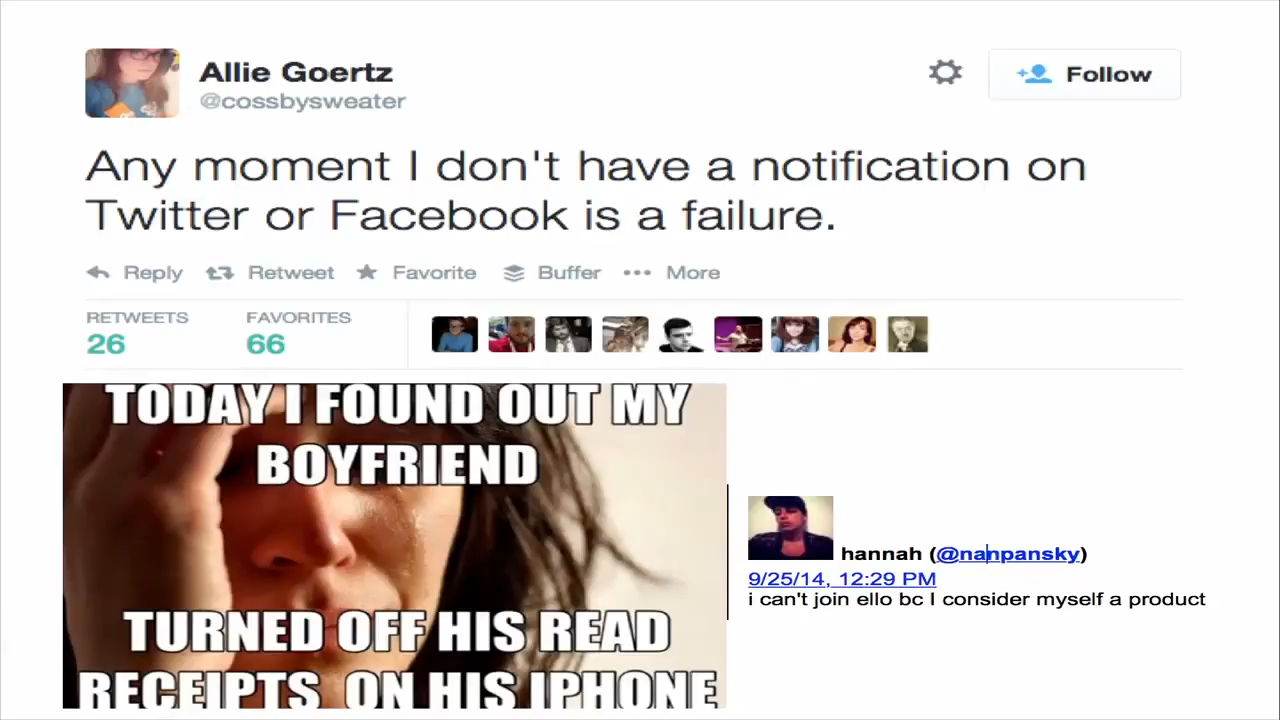 Allie Goertz
@cossbysweater
Follow
Any moment I don't have a notification on
Twitter or Facebook is a failure.
Reply Retweet Favorite Buffer More
RETWEETS FAVORITES
26 66
TODAY I FOUND OUT MY
BOYFRIEND
TURNED OFF HIS READ
RECEIPTS ON HIS IPHONE
hannah (@nanpansky)
9/25/14, 12:29 PM
i can't join ello bc I consider myself a product